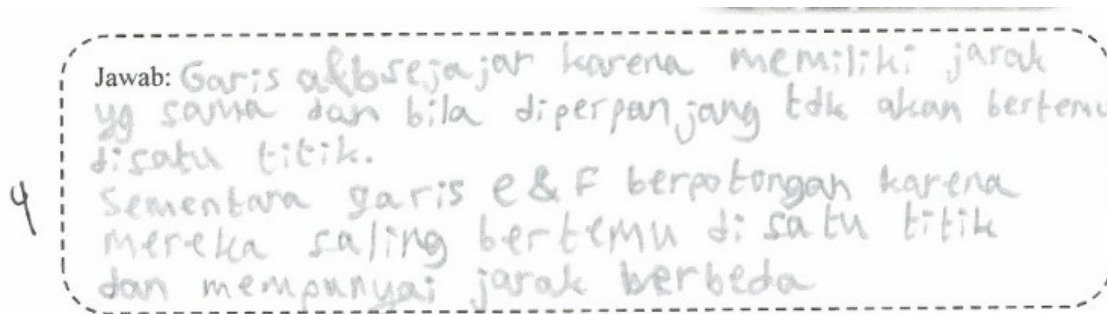 Jawab: Garis a&b sejajar karena memiliki jarak
yg sama dan bila diperpanjang tdk akan bertemu
disatu titik.
Sementara garis e & F berpotongan karena
4
mereka saling bertemu di satu titik
dan mempunyai jarak berbeda